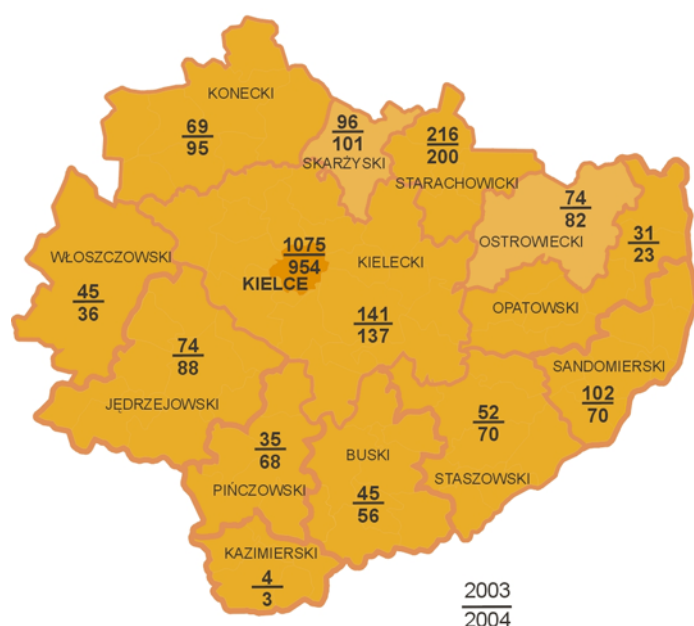 KONECKI
69
95
96
101
SKARŻYSKI
216
200
STARACHOWICKI
74
82
OSTROWIECKI
31
23
OPATOWSKI
WŁOSZCZOWSKI
45
36
1075
954
KIELCE
KIELECKI
141
137
74
88
JĘDRZEJOWSKI
SANDOMIERSKI
102
70
52
70
STASZOWSKI
35
68
PIŃCZOWSKI
BUSKI
45
56
KAZIMIERSKI
4
3
2003
2004